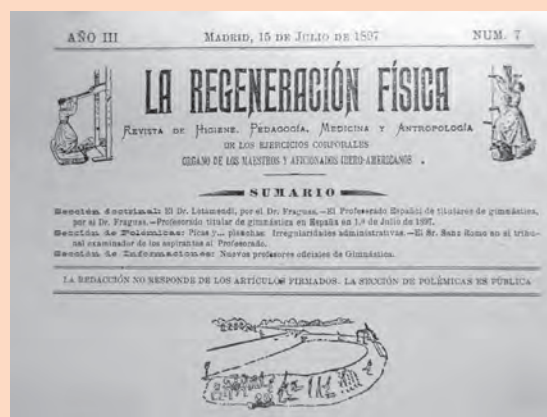 AÑO III MADRID, 15 DE JULIO DE 1897 NUM. 7
LA REGENERACIÓN FÍSICA
REVISTA DE HIGIENE, PEDAGOGÍA, MEDICINA Y ANTROPOLOGÍA
DE LOS EJERCICIOS CORPORALES
ORGANO DE LOS MAESTROS Y AFICIONADOS IBERO-AMERICANOS .
SUMARIO
Sección doctrinal: El Dr. Letamendi, por el Dr. Fraguas.—El Profesorado Español de titulares de gimnástica,
por el Dr. Fraguas.—Profesorado titular de gimnástica en España en 1.º de Julio de 1897.
Sección de Polémicas: Picas y... planchas. Irregularidades administrativas.—El Sr. Sanz Romo en el tribu-
nal examinador de los aspirantes al Profesorado.
Sección de Informaciones: Nuevos profesores oficiales de Gimnástica.
LA REDACCIÓN NO RESPONDE DE LOS ARTÍCULOS FIRMADOS. LA SECCIÓN DE POLÉMICAS ES PÚBLICA